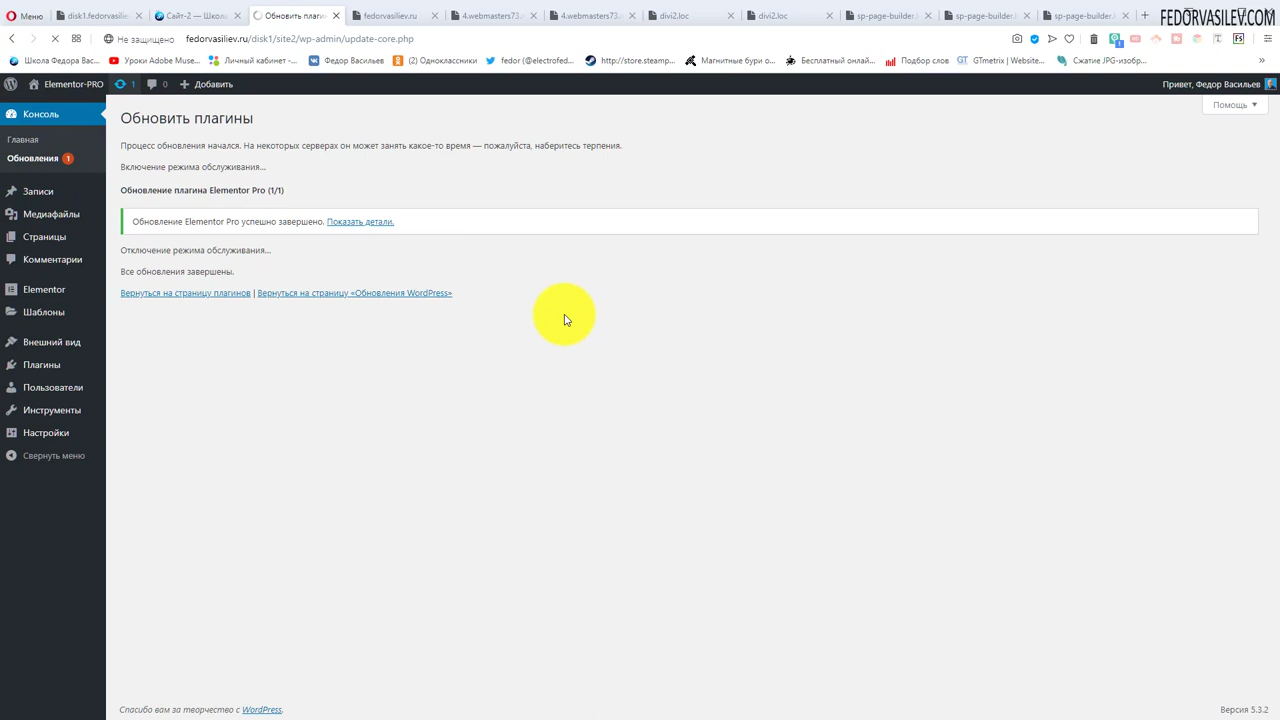 Меню
disk1.fedorvasiliev
Сайт-2 — Школа
Обновить плаги
fedorvasiliev.ru
4.webmasters73.
4.webmasters73.
divi2.loc
divi2.loc
sp-page-builder.
sp-page-builder.l
sp-page-builder.
FEDORVASILEV.COM
Не защищено
fedorvasiliev.ru/disk1/site2/wp-admin/update-core.php
Школа Федора Вас...
Уроки Adobe Muse...
Личный кабинет -...
Федор Васильев
(2) Одноклассники
fedor (@electrofed...
http://store.steamp...
Магнитные бури о...
Бесплатный онлай...
Подбор слов
GTmetrix | Website...
Сжатие JPG-изобр...
Elementor-PRO
1
0
Добавить
Привет, Федор Васильев
Помощь
Консоль
Главная
Обновления 1
Записи
Медиафайлы
Страницы
Комментарии
Elementor
Шаблоны
Внешний вид
Плагины
Пользователи
Инструменты
Настройки
Свернуть меню
Обновить плагины
Процесс обновления начался. На некоторых серверах он может занять какое-то время — пожалуйста, наберитесь терпения.
Включение режима обслуживания...
Обновление плагина Elementor Pro (1/1)
Обновление Elementor Pro успешно завершено. Показать детали.
Отключение режима обслуживания...
Все обновления завершены.
Вернуться на страницу плагинов | Вернуться на страницу «Обновления WordPress»
Спасибо вам за творчество с WordPress.
Версия 5.3.2